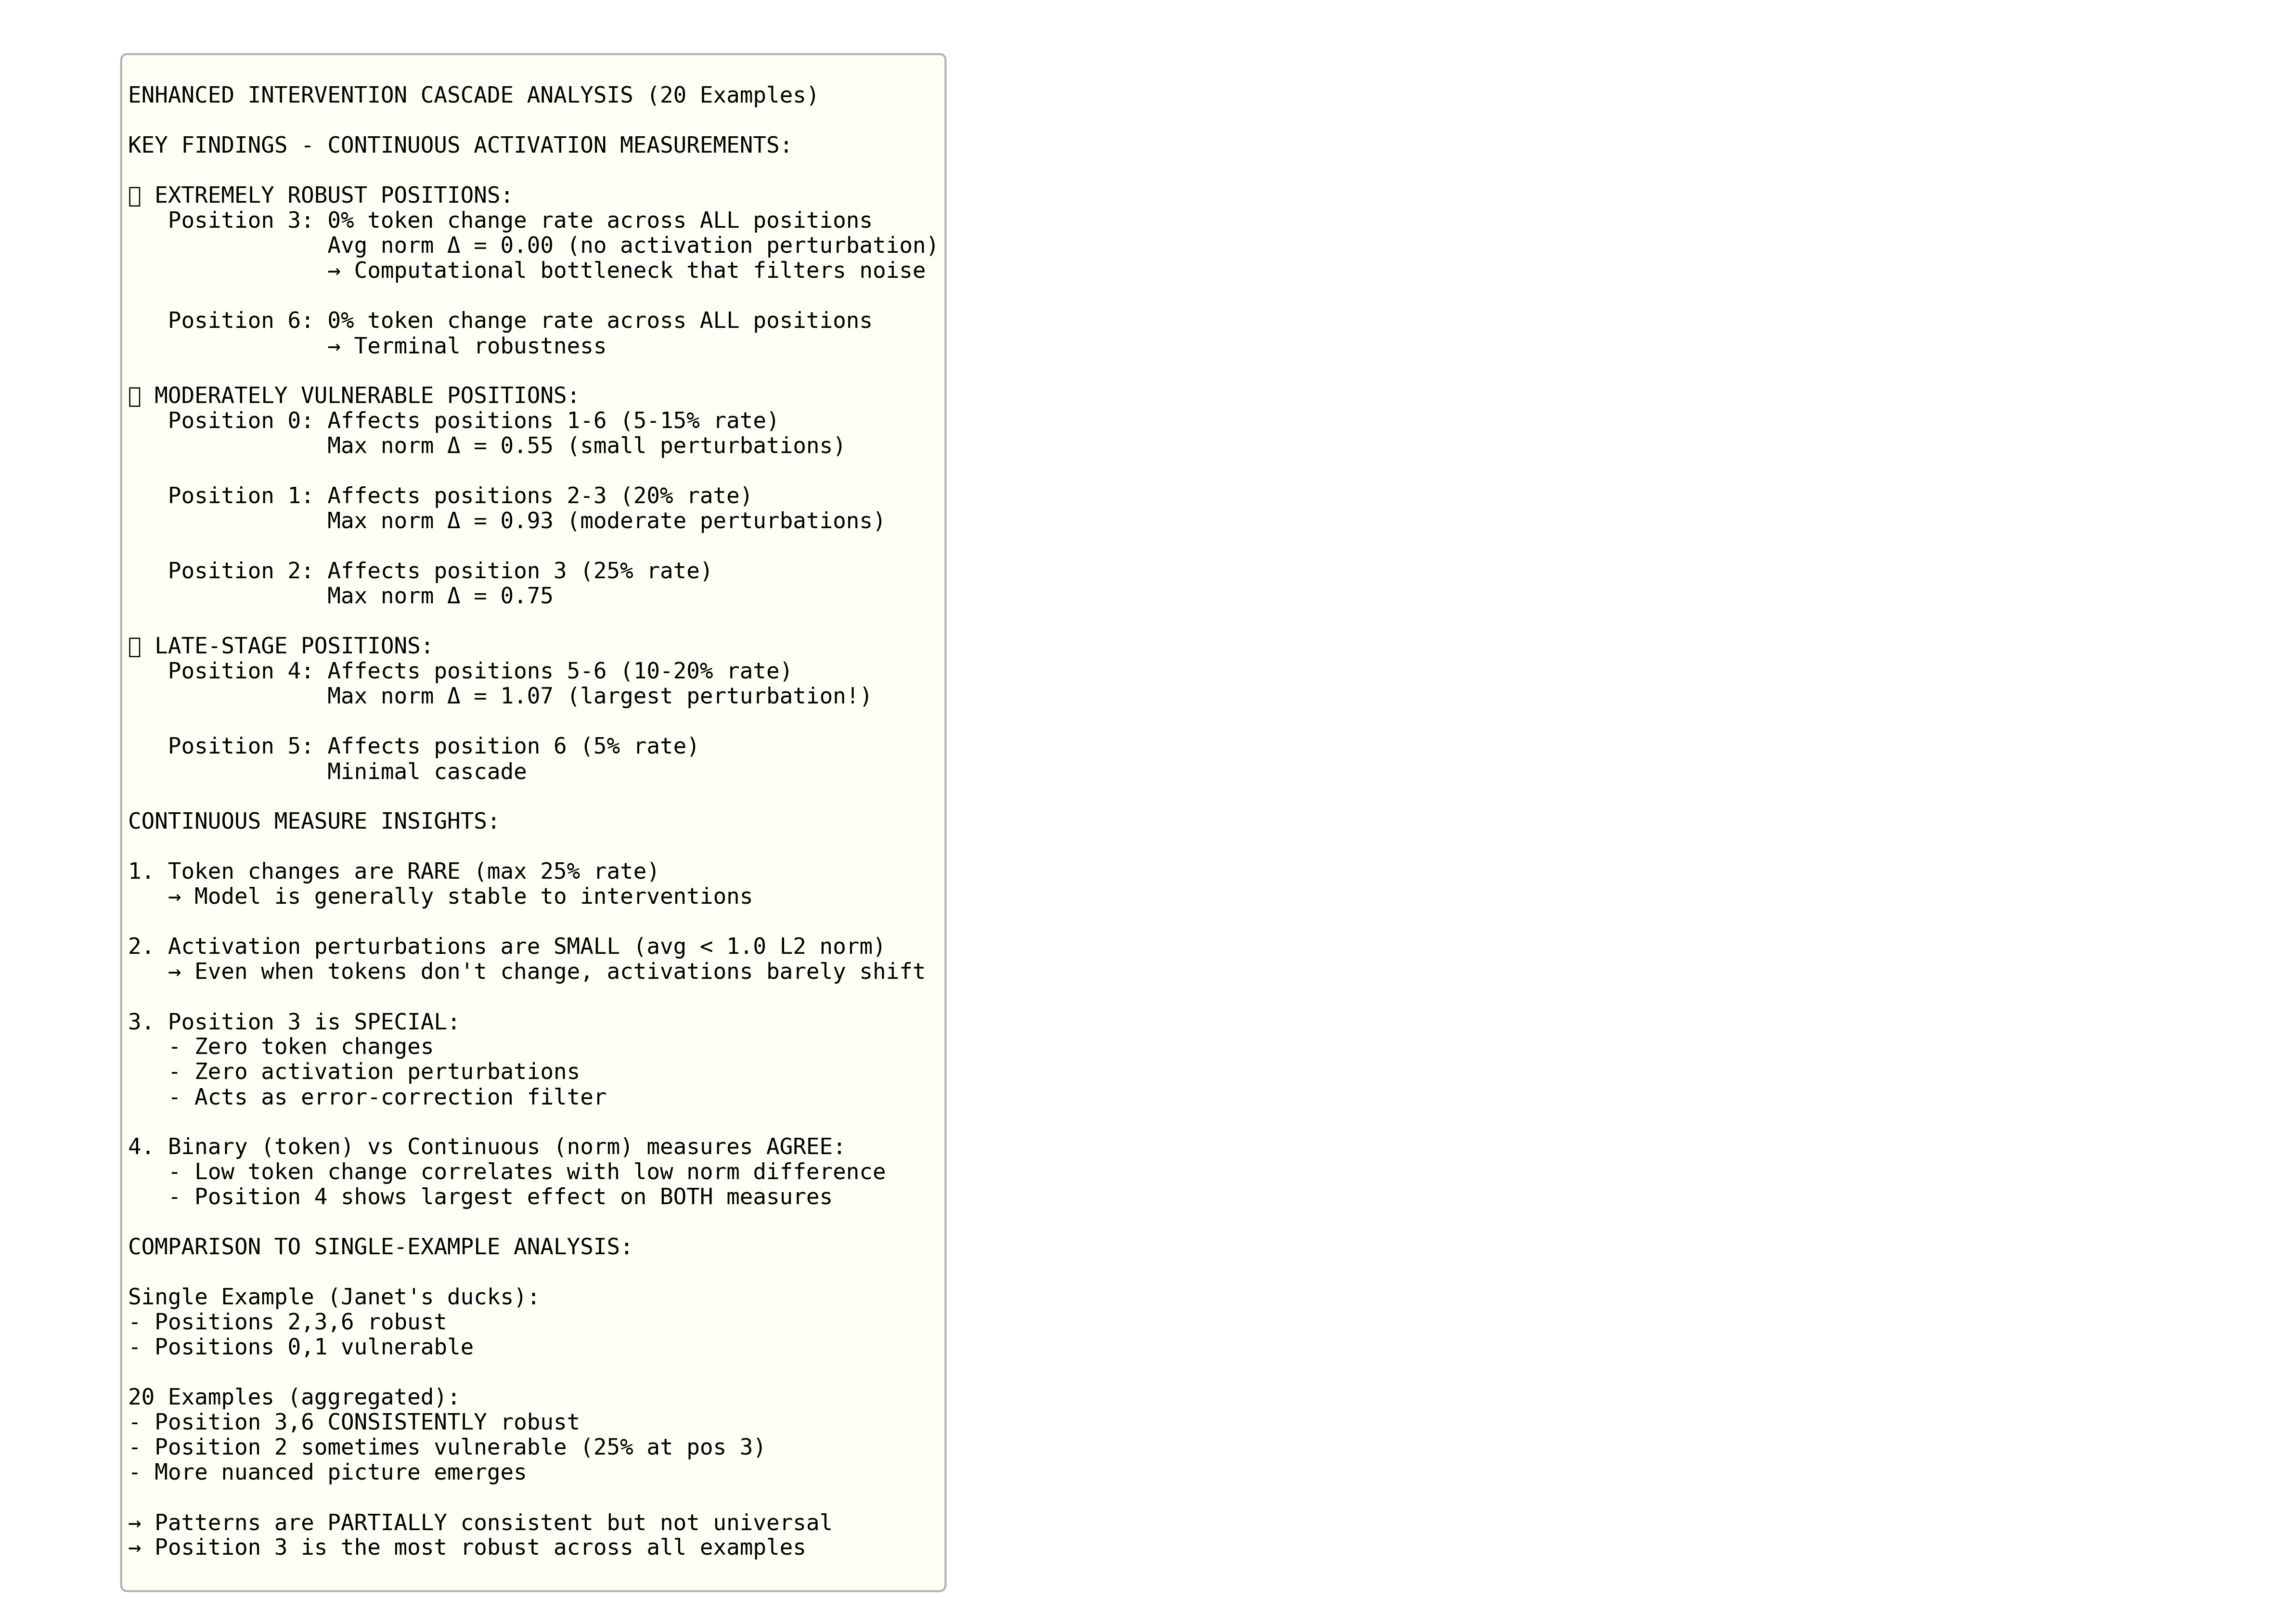 ENHANCED INTERVENTION CASCADE ANALYSIS (20 Examples)
KEY FINDINGS - CONTINUOUS ACTIVATION MEASUREMENTS:
▯ EXTREMELY ROBUST POSITIONS:
Position 3: 0% token change rate across ALL positions
Avg norm Δ = 0.00 (no activation perturbation)
→ Computational bottleneck that filters noise
Position 6: 0% token change rate across ALL positions
→ Terminal robustness
▯ MODERATELY VULNERABLE POSITIONS:
Position 0: Affects positions 1-6 (5-15% rate)
Max norm Δ = 0.55 (small perturbations)
Position 1: Affects positions 2-3 (20% rate)
Max norm Δ = 0.93 (moderate perturbations)
Position 2: Affects position 3 (25% rate)
Max norm Δ = 0.75
▯ LATE-STAGE POSITIONS:
Position 4: Affects positions 5-6 (10-20% rate)
Max norm Δ = 1.07 (largest perturbation!)
Position 5: Affects position 6 (5% rate)
Minimal cascade
CONTINUOUS MEASURE INSIGHTS:
1. Token changes are RARE (max 25% rate)
→ Model is generally stable to interventions
2. Activation perturbations are SMALL (avg < 1.0 L2 norm)
→ Even when tokens don't change, activations barely shift
3. Position 3 is SPECIAL:
- Zero token changes
- Zero activation perturbations
- Acts as error-correction filter
4. Binary (token) vs Continuous (norm) measures AGREE:
- Low token change correlates with low norm difference
- Position 4 shows largest effect on BOTH measures
COMPARISON TO SINGLE-EXAMPLE ANALYSIS:
Single Example (Janet's ducks):
- Positions 2,3,6 robust
- Positions 0,1 vulnerable
20 Examples (aggregated):
- Position 3,6 CONSISTENTLY robust
- Position 2 sometimes vulnerable (25% at pos 3)
- More nuanced picture emerges
→ Patterns are PARTIALLY consistent but not universal
→ Position 3 is the most robust across all examples